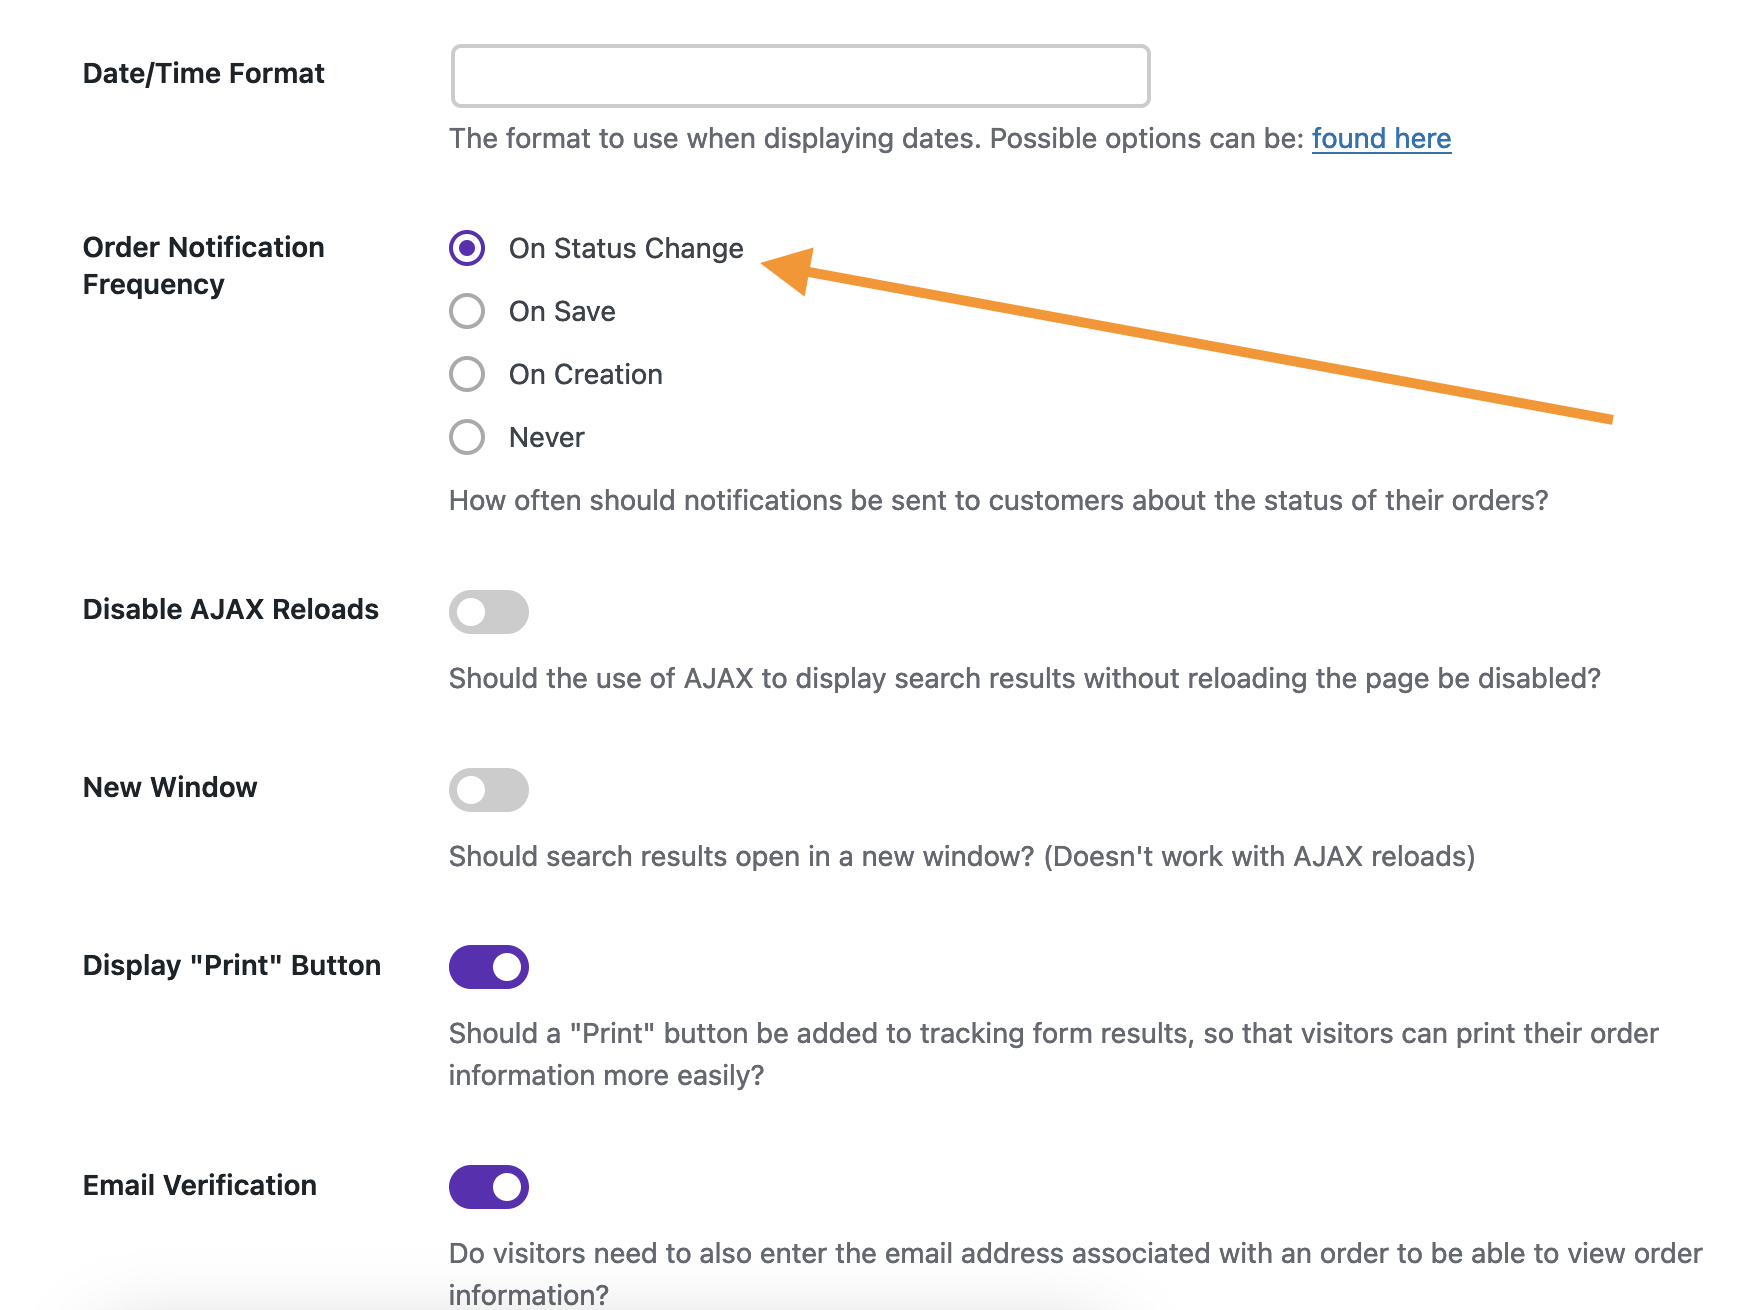 Date/Time Format
The format to use when displaying dates. Possible options can be: found here
Order Notification
Frequency
On Status Change
On Save
On Creation
Never
How often should notifications be sent to customers about the status of their orders?
Disable AJAX Reloads
Should the use of AJAX to display search results without reloading the page be disabled?
New Window
Should search results open in a new window? (Doesn't work with AJAX reloads)
Display "Print" Button
Should a "Print" button be added to tracking form results, so that visitors can print their order
information more easily?
Email Verification
Do visitors need to also enter the email address associated with an order to be able to view order
information?